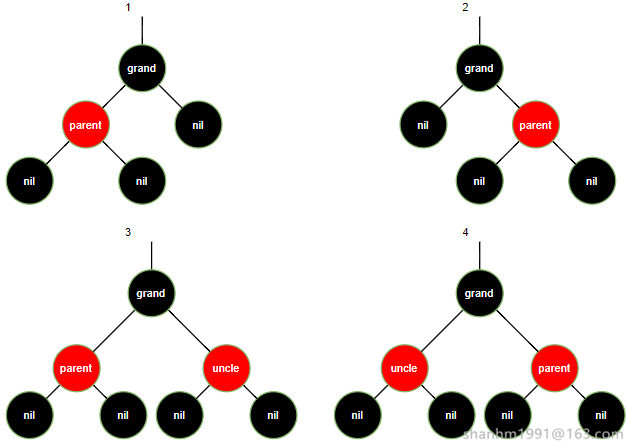 1 2
grand grand
parent nil nil parent
nil nil nil nil
3 4
grand grand
parent uncle uncle parent
nil nil nil nil nil nil nil nil
shanhm1991@163.com